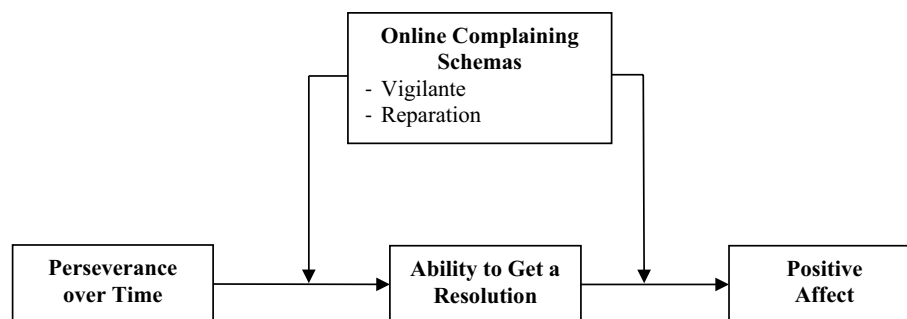 Online Complaining
Schemas
- Vigilante
- Reparation
Perseverance
over Time
Ability to Get a
Resolution
Positive
Affect